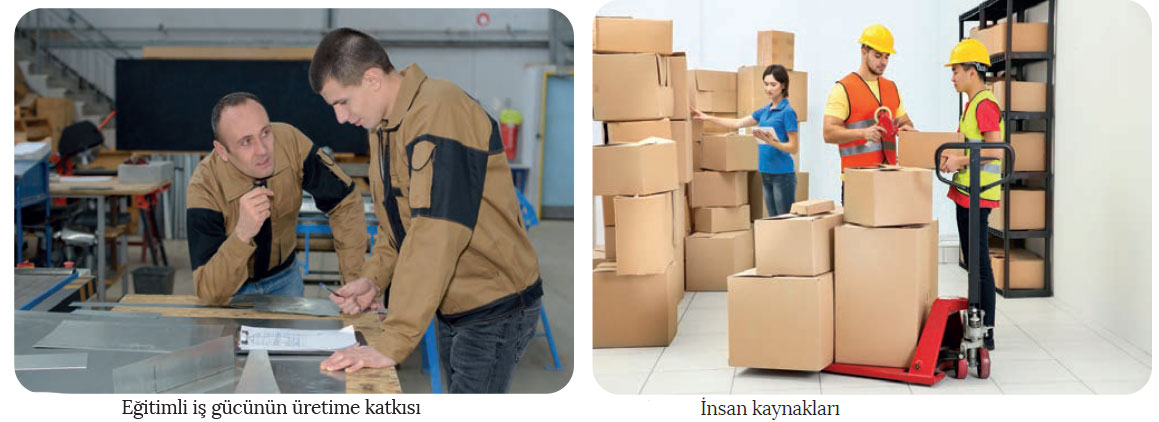 Eğitimli iş gücünün üretime katkısı
İnsan kaynakları